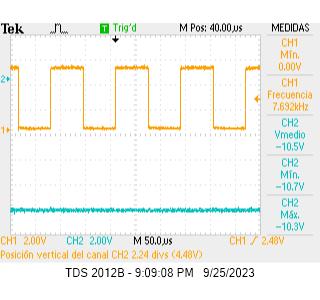 Tek Trig'd M Pos: 40.00µs MEDIDAS
CH1
Mín.
0.00V
CH1
Frecuencia
7.692kHz
2
CH2
Vmedio
-10.5V
1
CH2
Mín.
-10.7V
CH2
Máx.
-10.3V
CH1 2.00V CH2 2.00V M 50.0µs CH1 2.48V
Posición vertical del canal CH2 2.24 divs (4.48V)
TDS 2012B - 9:09:08 PM 9/25/2023